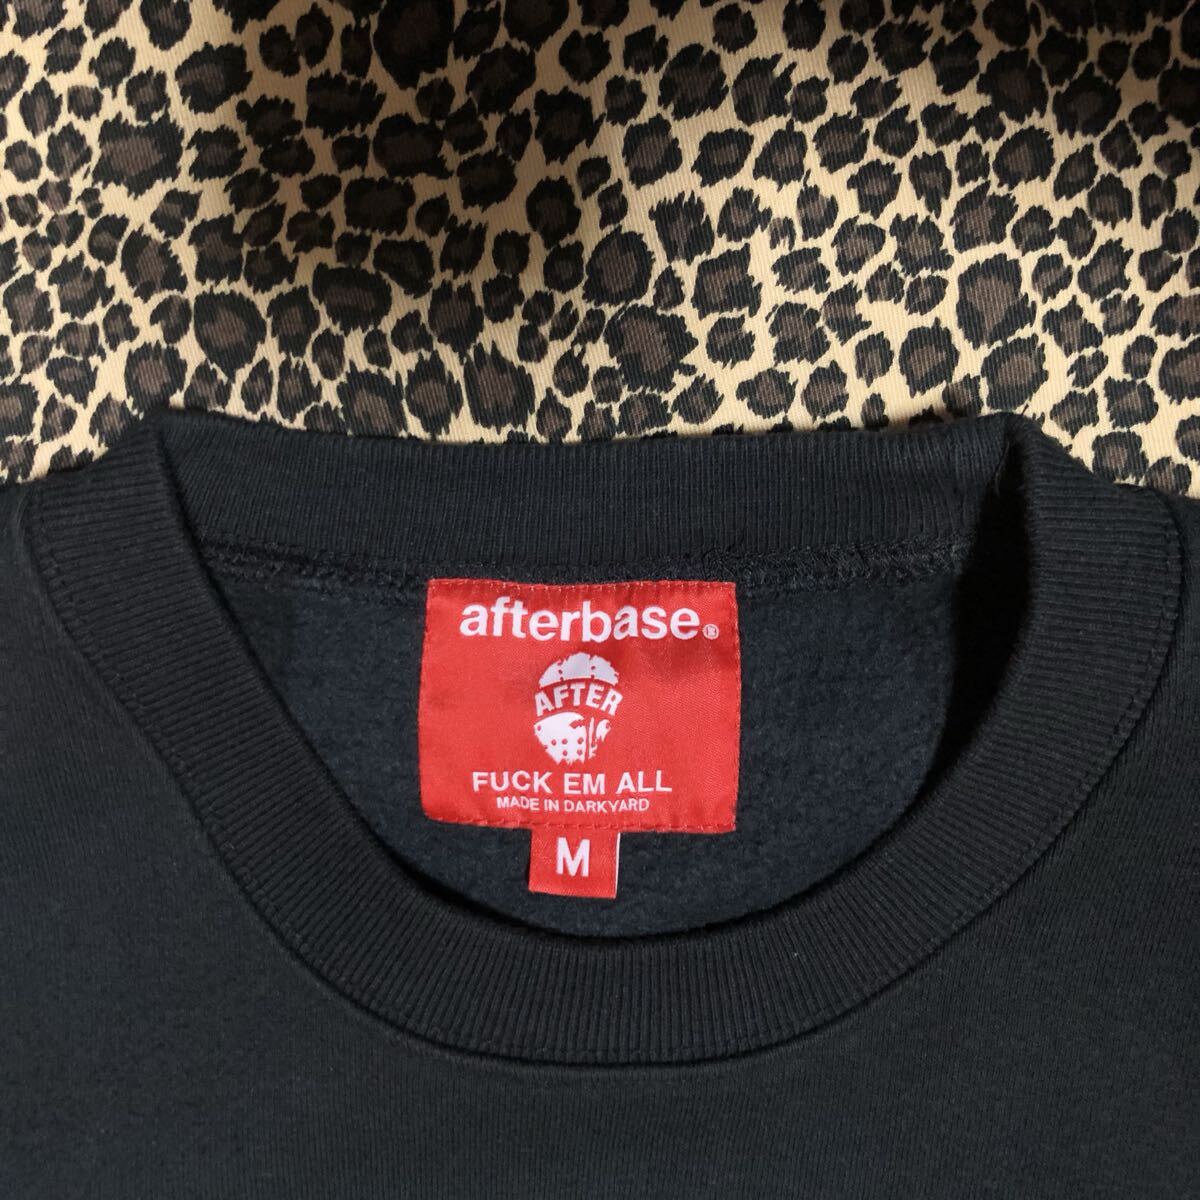 afterbase®
AFTER
FUCK EM ALL
MADE IN DARKYARD
M